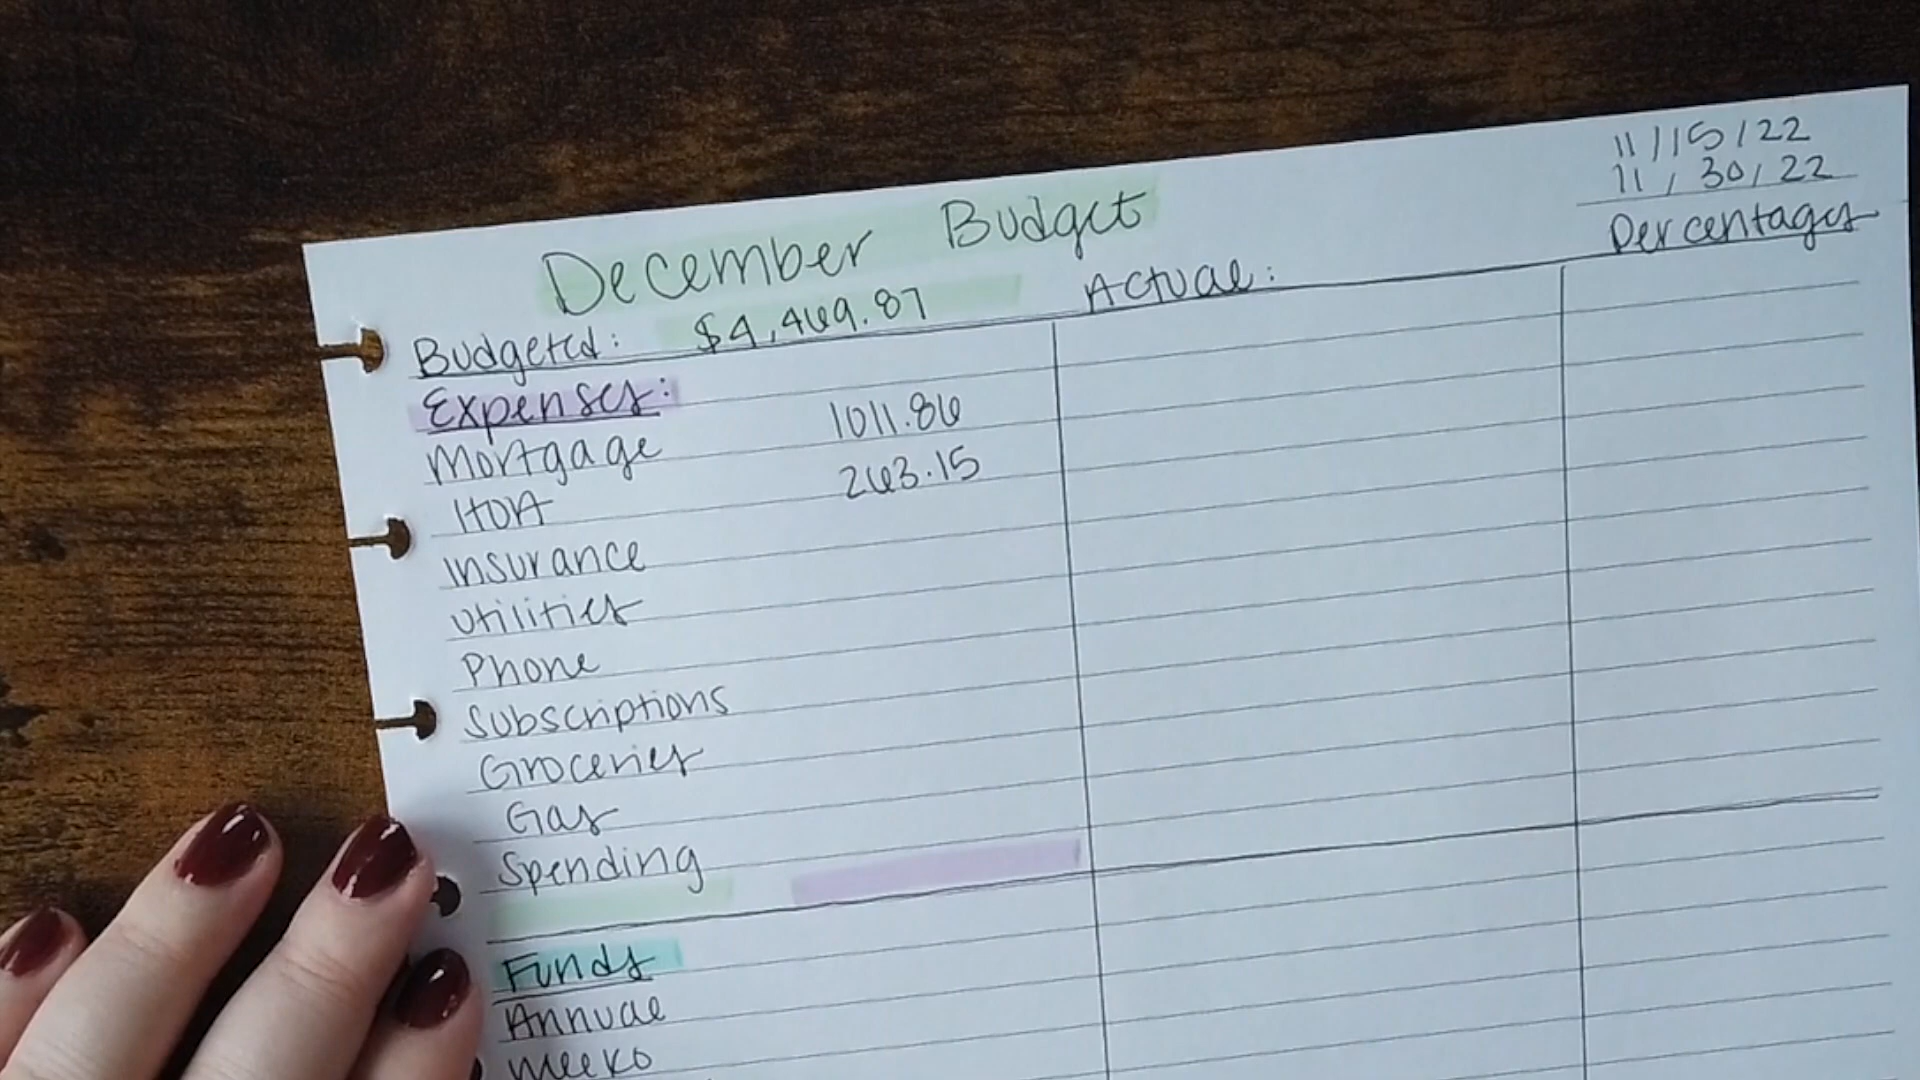 11/15/22
11/30/22
December Budget
Percentages
Budgeted: $4,469.87 Actual:
Expenses:
Mortgage 1011.86
HOA 263.15
Insurance
Utilities
Phone
Subscriptions
Groceries
Gas
Spending
Funds
Annual
Meeko